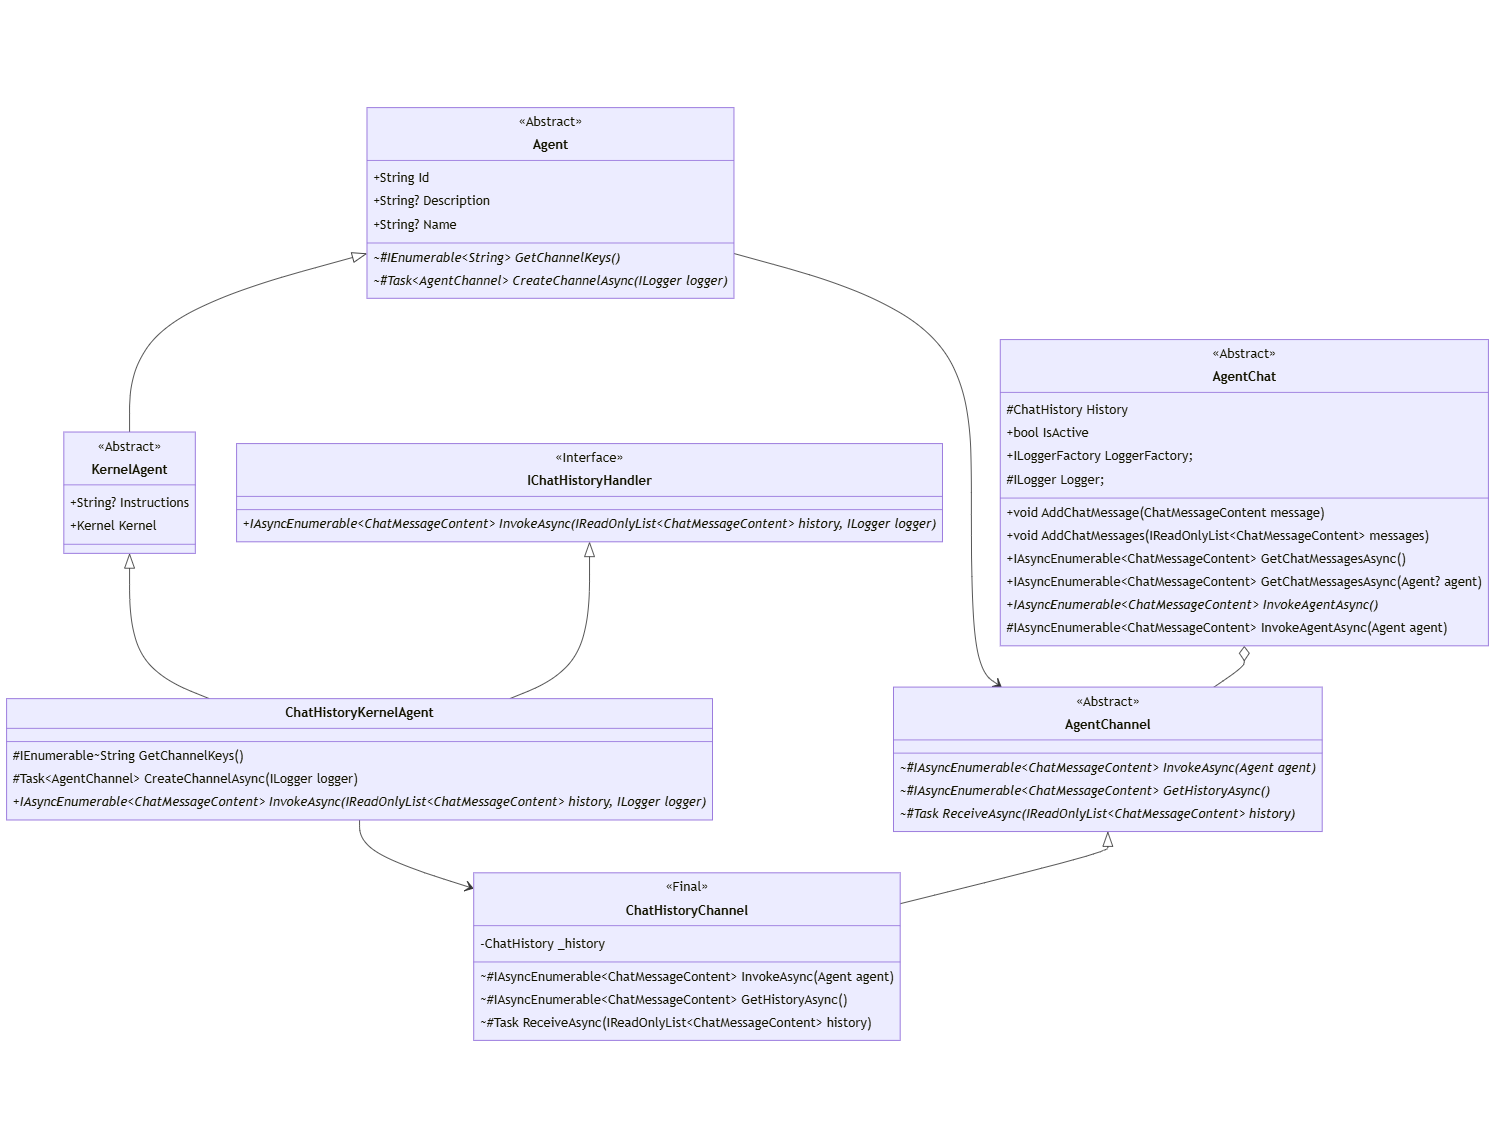 «Abstract»
Agent
+String Id
+String? Description
+String? Name
~#IEnumerable<String> GetChannelKeys()
~#Task<AgentChannel> CreateChannelAsync(ILogger logger)
«Abstract»
AgentChat
#ChatHistory History
+bool IsActive
+ILoggerFactory LoggerFactory;
#ILogger Logger;
+void AddChatMessage(ChatMessageContent message)
+void AddChatMessages(IReadOnlyList<ChatMessageContent> messages)
+IAsyncEnumerable<ChatMessageContent> GetChatMessagesAsync()
+IAsyncEnumerable<ChatMessageContent> GetChatMessagesAsync(Agent? agent)
+IAsyncEnumerable<ChatMessageContent> InvokeAgentAsync()
#IAsyncEnumerable<ChatMessageContent> InvokeAgentAsync(Agent agent)
«Abstract»
KernelAgent
+String? Instructions
+Kernel Kernel
«Interface»
IChatHistoryHandler
+IAsyncEnumerable<ChatMessageContent> InvokeAsync(IReadOnlyList<ChatMessageContent> history, ILogger logger)
ChatHistoryKernelAgent
#IEnumerable~String GetChannelKeys()
#Task<AgentChannel> CreateChannelAsync(ILogger logger)
+IAsyncEnumerable<ChatMessageContent> InvokeAsync(IReadOnlyList<ChatMessageContent> history, ILogger logger)
«Abstract»
AgentChannel
~#IAsyncEnumerable<ChatMessageContent> InvokeAsync(Agent agent)
~#IAsyncEnumerable<ChatMessageContent> GetHistoryAsync()
~#Task ReceiveAsync(IReadOnlyList<ChatMessageContent> history)
«Final»
ChatHistoryChannel
-ChatHistory _history
~#IAsyncEnumerable<ChatMessageContent> InvokeAsync(Agent agent)
~#IAsyncEnumerable<ChatMessageContent> GetHistoryAsync()
~#Task ReceiveAsync(IReadOnlyList<ChatMessageContent> history)